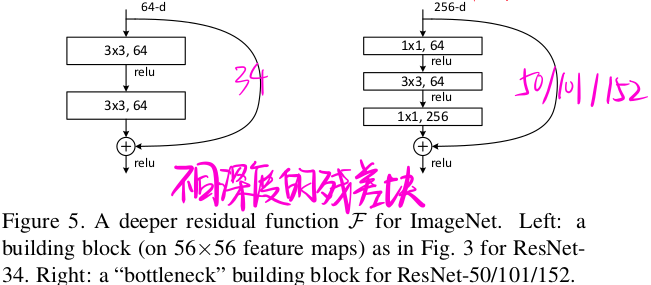 64-d
256-d
3x3, 64
relu
3x3, 64
relu
34
1x1, 64
relu
3x3, 64
relu
1x1, 256
relu
50/101/152
不同深度的残差块
Figure 5. A deeper residual function F for ImageNet. Left: a
building block (on 56×56 feature maps) as in Fig. 3 for ResNet-
34. Right: a “bottleneck” building block for ResNet-50/101/152.